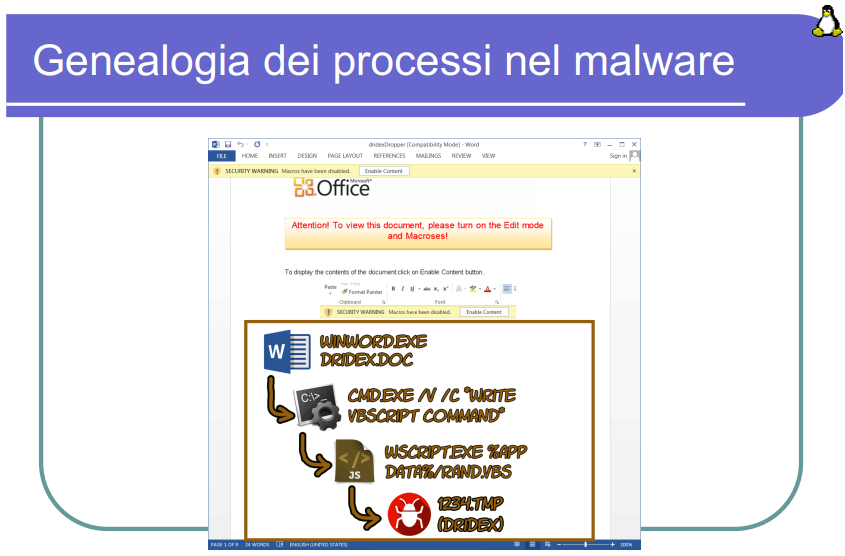 Genealogia dei processi nel malware
dridexDropper [Compatibility Mode] - Word
FILE HOME INSERT DESIGN PAGE LAYOUT REFERENCES MAILINGS REVIEW VIEW Sign in
SECURITY WARNING Macros have been disabled. Enable Content
Microsoft®
Office
Attention! To view this document, please turn on the Edit mode
and Macroses!
To display the contents of the document click on Enable Content button.
Paste
Format Painter
B I U abc X₂ X²
Clipboard Font
SECURITY WARNING Macros have been disabled. Enable Content
W
WINWORD.EXE
DRIDEX.DOC
C:\>_
CMD.EXE /V /C "WRITE
VBSCRIPT COMMAND"
</>
JS
WSCRIPT.EXE %APP
DATA%/RAND.VBS
1234.TMP
(DRIDEX)
PAGE 1 OF 9 24 WORDS ENGLISH (UNITED STATES) 100%